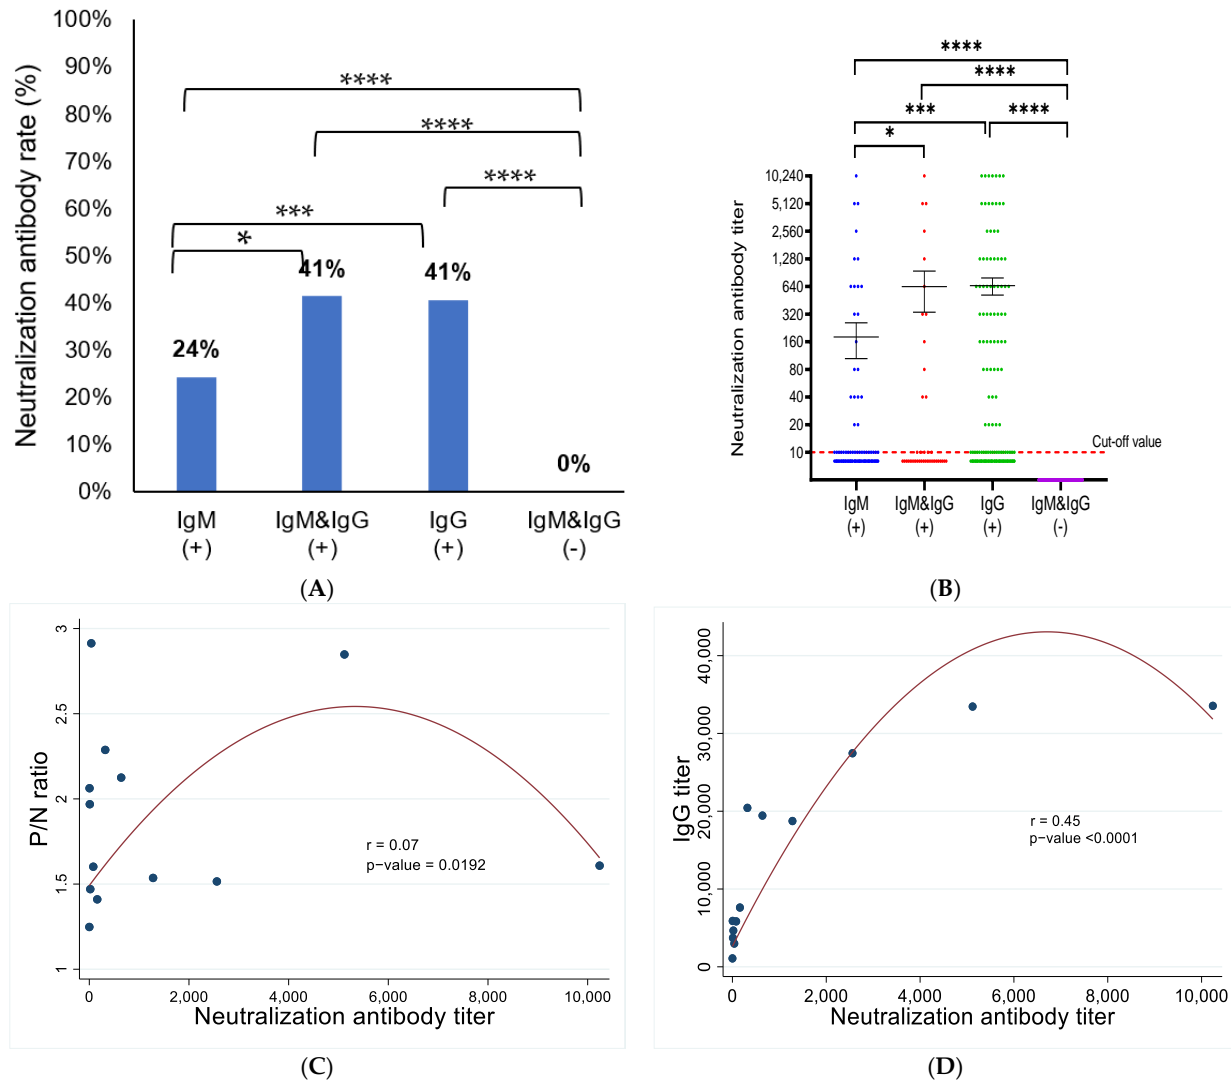 Neutralization antibody rate (%)
100%
90%
80%
70%
60%
50%
40%
30%
20%
10%
0%
****
****
****
***
*
24%
41%
41%
0%
IgM
(+)
IgM&IgG
(+)
IgG
(+)
IgM&IgG
(-)
(A)
Neutralization antibody titer
10,240
5,120
2,560
1,280
640
320
160
80
40
20
10
****
****
***
****
*
Cut-off value
IgM
(+)
IgM&IgG
(+)
IgG
(+)
IgM&IgG
(-)
(B)
P/N ratio
3
2.5
2
1.5
1
r = 0.07
p−value = 0.0192
0
2,000
4,000
6,000
8,000
10,000
Neutralization antibody titer
(C)
IgG titer
40,000
30,000
20,000
10,000
0
r = 0.45
p−value <0.0001
0
2,000
4,000
6,000
8,000
10,000
Neutralization antibody titer
(D)